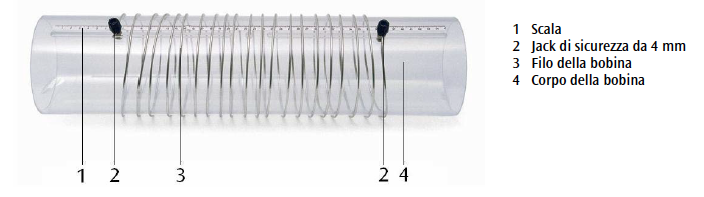 1 Scala
2 Jack di sicurezza da 4 mm
3 Filo della bobina
4 Corpo della bobina
1 2 3 2 4